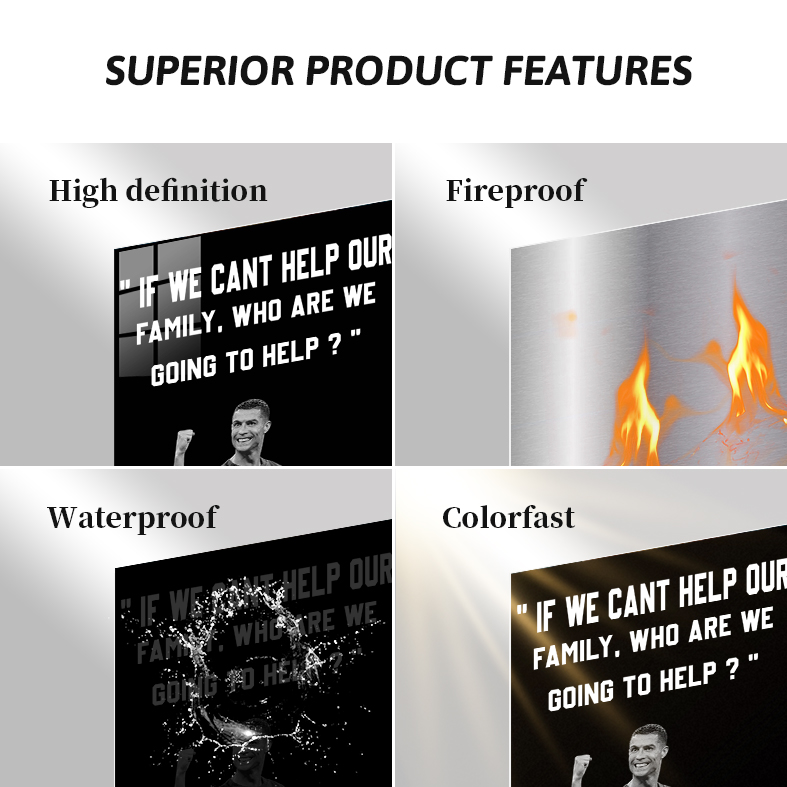 SUPERIOR PRODUCT FEATURES
High definition
" IF WE CANT HELP OUR
FAMILY, WHO ARE WE
GOING TO HELP ? "
Fireproof
Waterproof
" IF WE CANT HELP OUR
FAMILY, WHO ARE WE
GOING TO HELP ? "
Colorfast
" IF WE CANT HELP OUR
FAMILY, WHO ARE WE
GOING TO HELP ? "